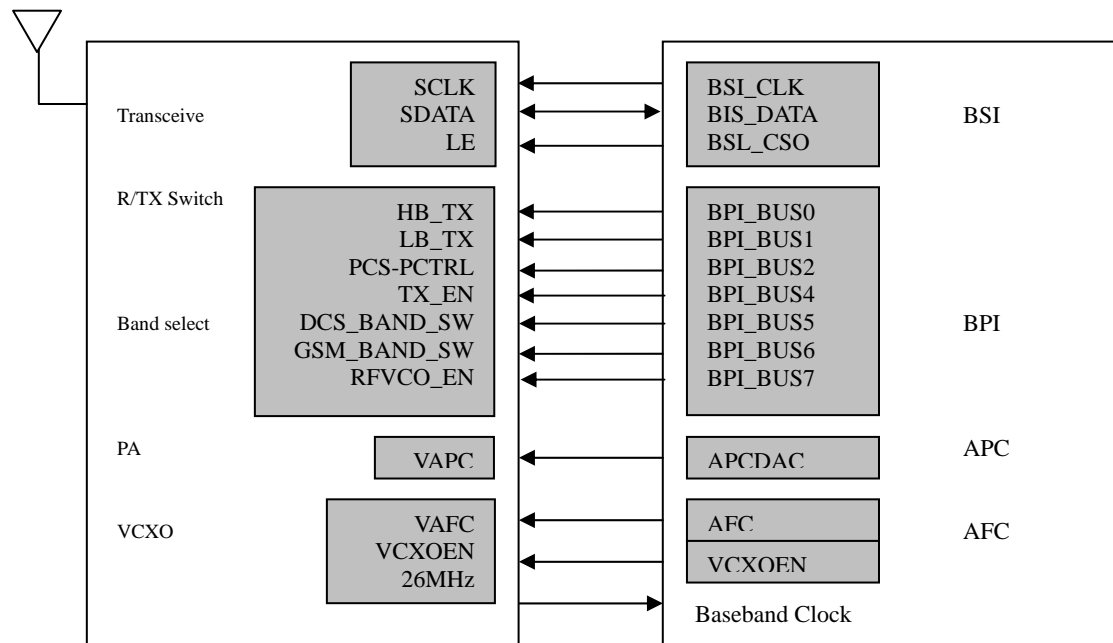 SCLK
BSI_CLK
Transceive
SDATA
BIS_DATA
BSI
LE
BSL_CSO
R/TX Switch
HB_TX
BPI_BUS0
LB_TX
BPI_BUS1
PCS-PCTRL
BPI_BUS2
TX_EN
BPI_BUS4
Band select
DCS_BAND_SW
BPI_BUS5
BPI
GSM_BAND_SW
BPI_BUS6
RFVCO_EN
BPI_BUS7
PA
VAPC
APCDAC
APC
VCXO
VAFC
AFC
AFC
VCXOEN
VCXOEN
26MHz
Baseband Clock